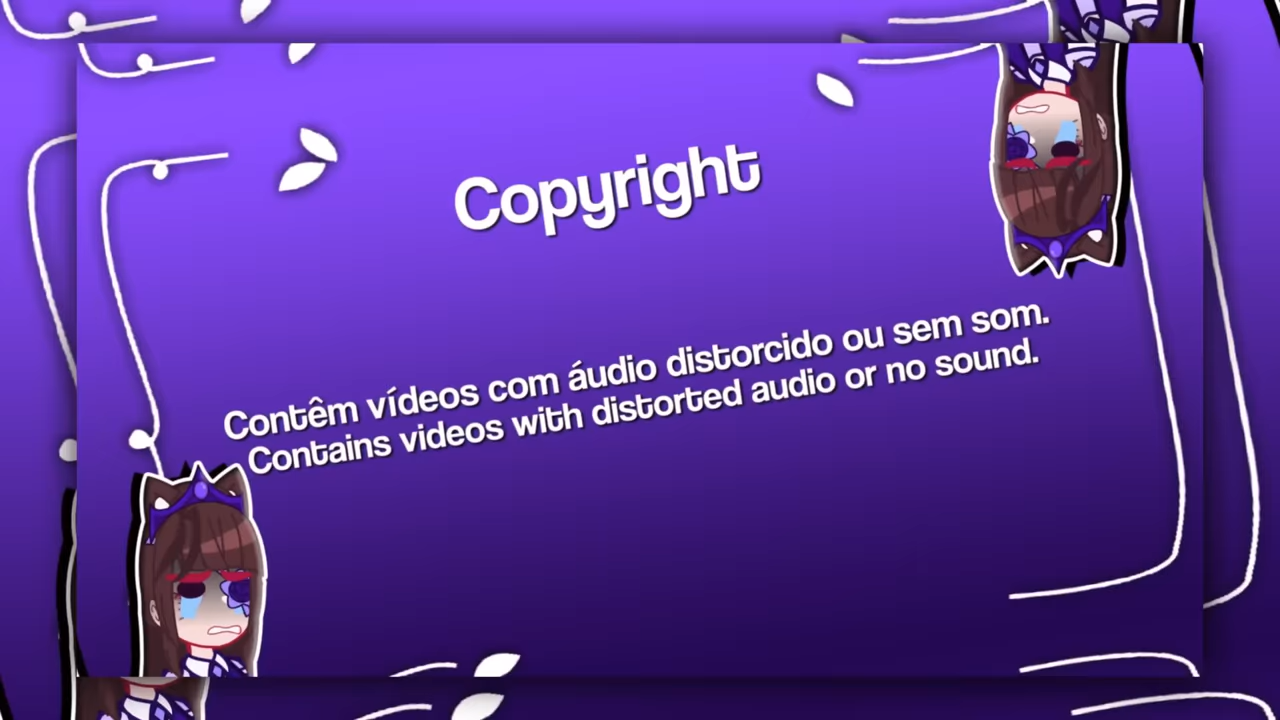 Copyright
Contêm vídeos com áudio distorcido ou sem som.
Contains videos with distorted audio or no sound.